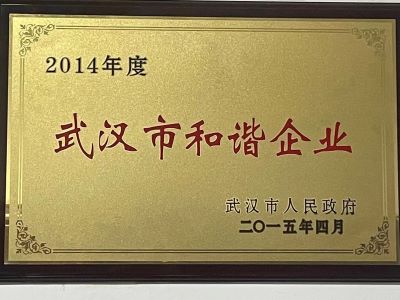 2014年度
武汉市和谐企业
武汉市人民政府
二〇一五年四月